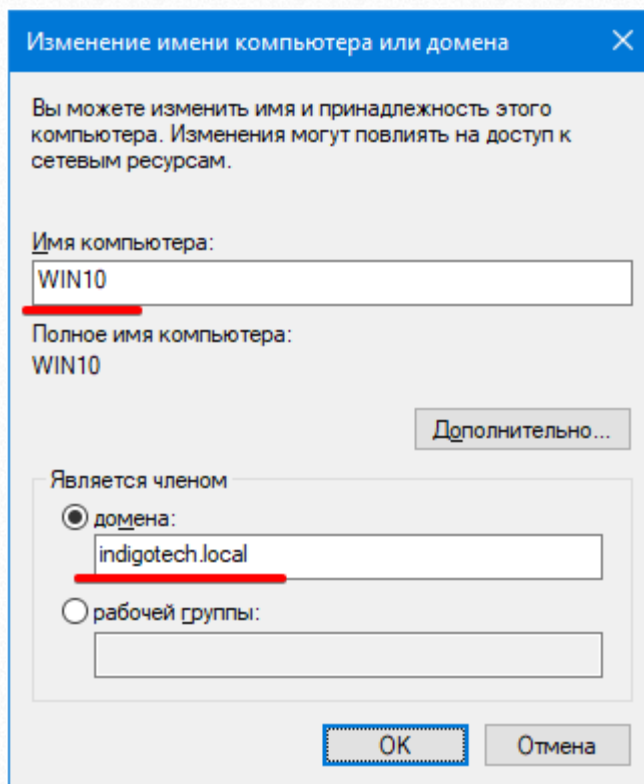 Изменение имени компьютера или домена
Вы можете изменить имя и принадлежность этого
компьютера. Изменения могут повлиять на доступ к
сетевым ресурсам.
Имя компьютера:
WIN10
Полное имя компьютера:
WIN10
Дополнительно...
Является членом
домена:
indigotech.local
рабочей группы:
OK
Отмена